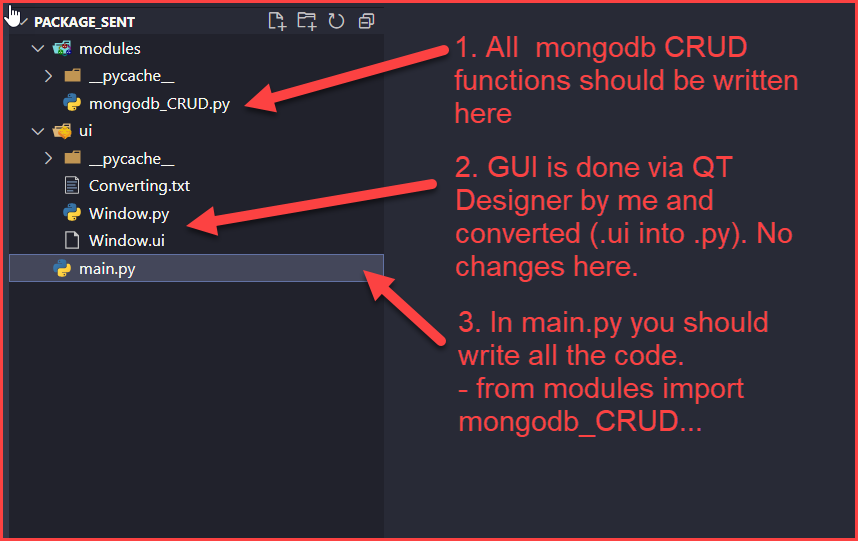 PACKAGE_SENT
modules
__pycache__
mongodb_CRUD.py
ui
__pycache__
Converting.txt
Window.py
Window.ui
main.py
1. All  mongodb CRUD
functions should be written
here
2. GUI is done via QT
Designer by me and
converted (.ui into .py). No
changes here.
3. In main.py you should
write all the code.
- from modules import
mongodb_CRUD...